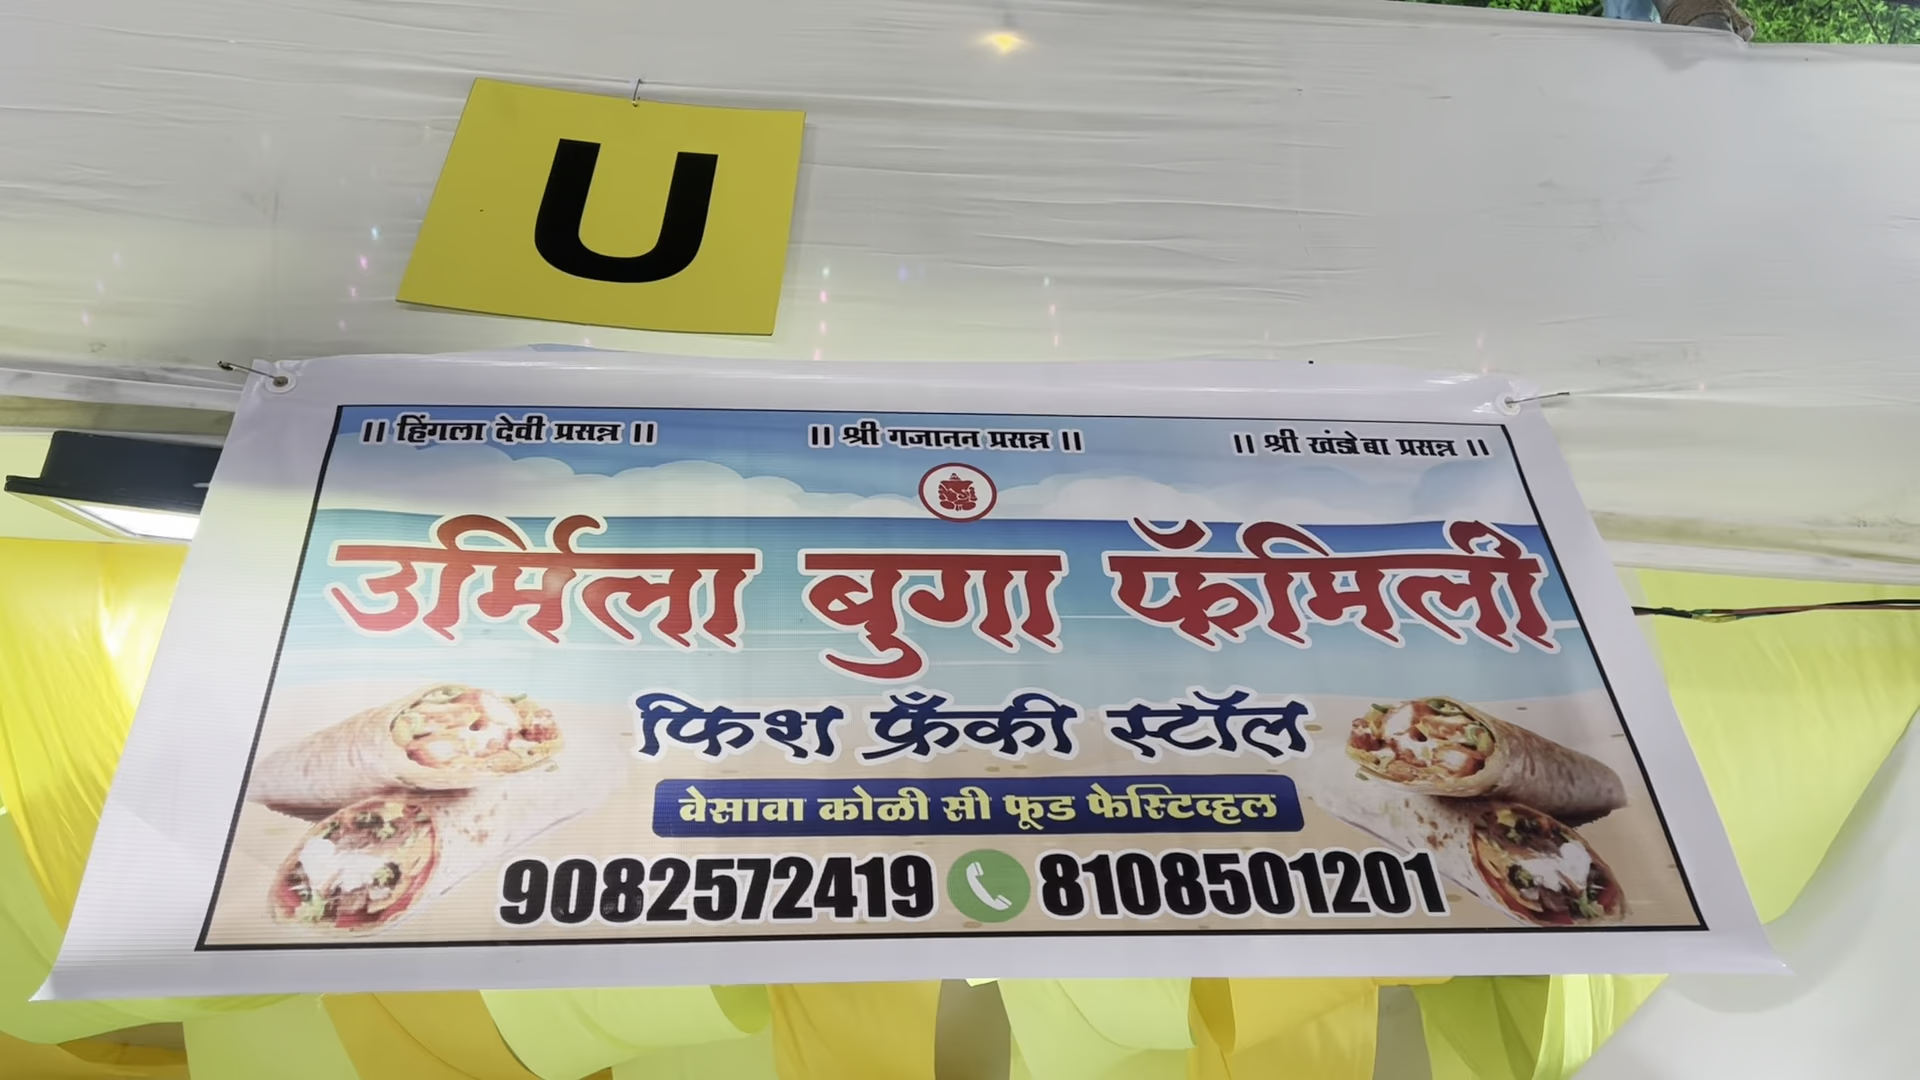 U
|| हिंगला देवी प्रसन्न || || श्री गजानन प्रसन्न || || श्री खंडोबा प्रसन्न ||
उर्मिला बुगा फॅमिली
फिश फ्रँकी स्टॉल
वेसावा कोळी सी फूड फेस्टिव्हल
9082572419 8108501201